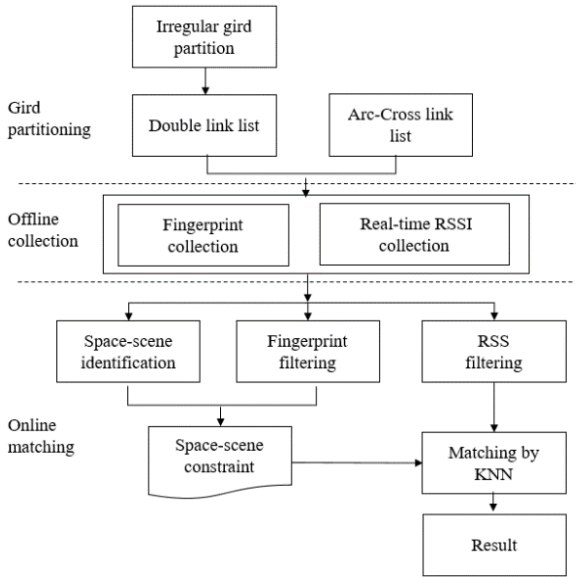 Irregular gird
partition
Gird
partitioning
Double link list
Arc-Cross link
list
Offline
collection
Fingerprint
collection
Real-time RSSI
collection
Space-scene
identification
Fingerprint
filtering
RSS
filtering
Online
matching
Space-scene
constraint
Matching by
KNN
Result